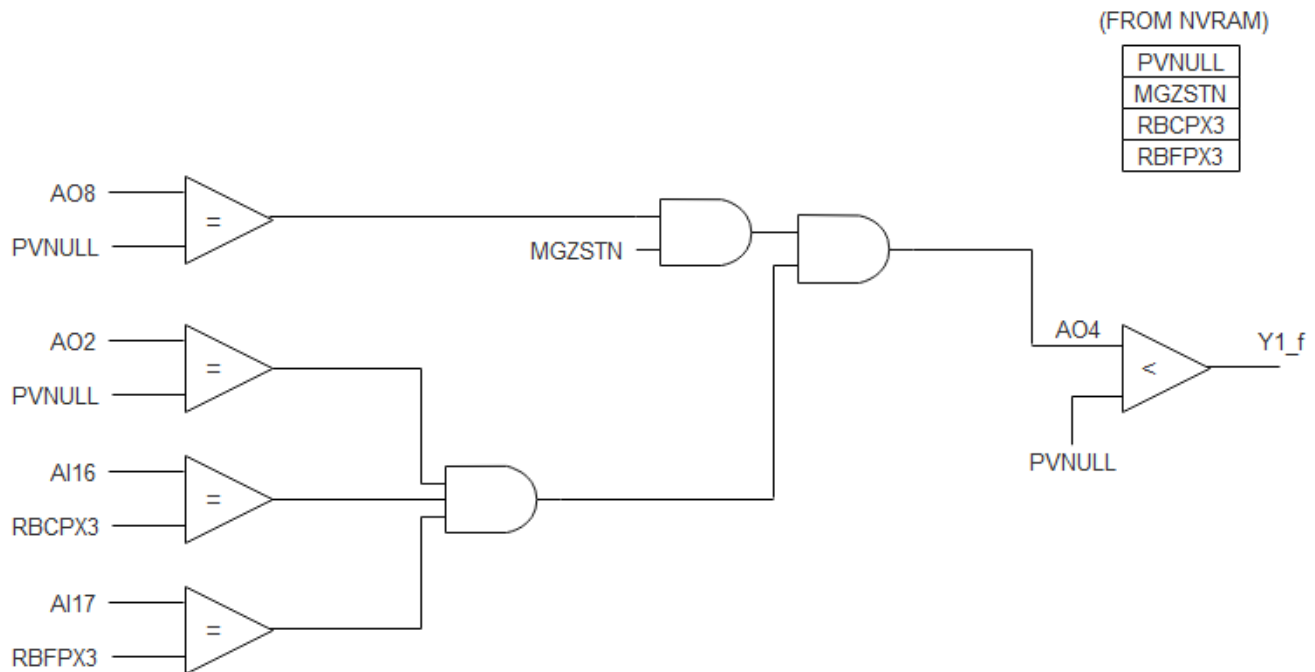 (FROM NVRAM)
PVNULL
MGZSTN
RBCPX3
RBFPX3
AO8
=
PVNULL
MGZSTN
AO2
=
PVNULL
AO4
<
Y1_f
PVNULL
AI16
=
RBCPX3
AI17
=
RBFPX3